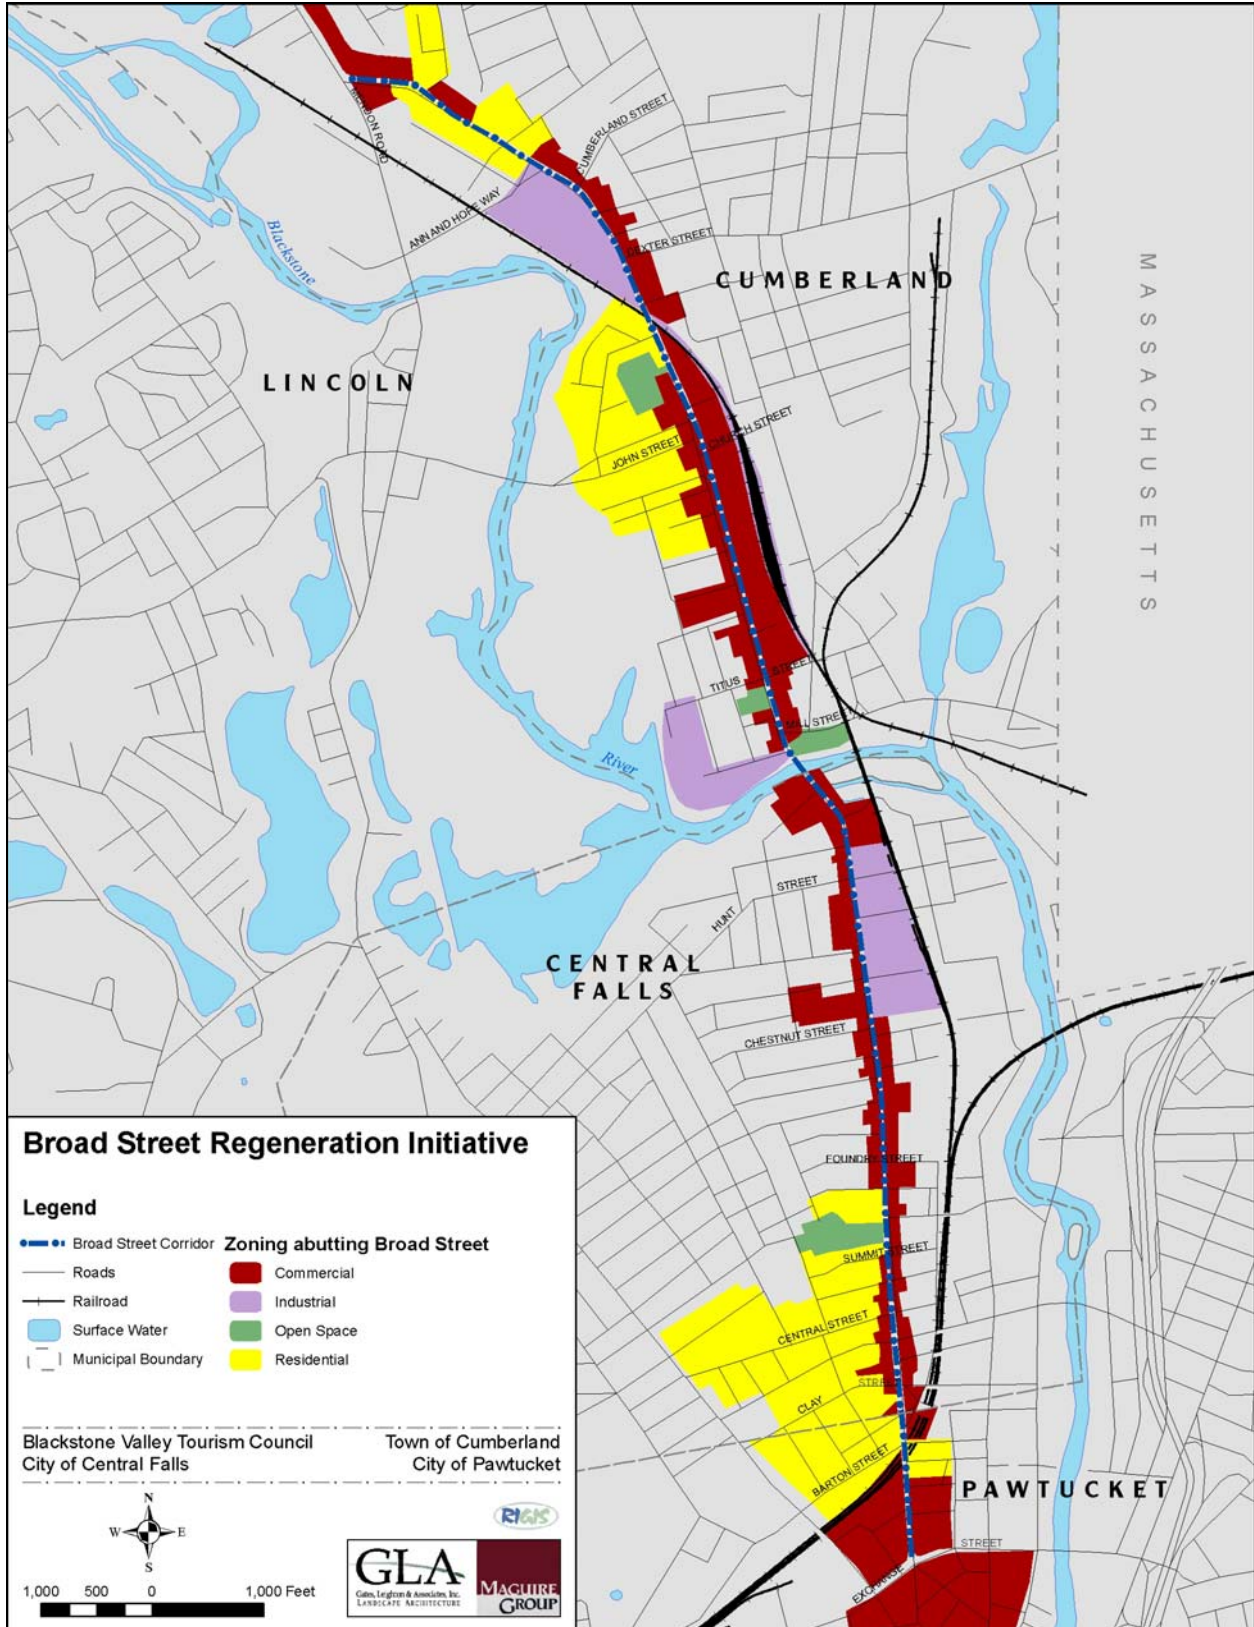 MENDON ROAD
CUMBERLAND STREET
ANN AND HOPE WAY
Blackstone
DEXTER STREET
CUMBERLAND
MASSACHUSETTS
LINCOLN
CHURCH STREET
JOHN STREET
TITUS STREET
MILL STREET
River
STREET
HUNT
CENTRAL
FALLS
CHESTNUT STREET
FOUNDRY STREET
SUMMIT STREET
CENTRAL STREET
STREET
CLAY
BARTON STREET
PAWTUCKET
STREET
EXCHANGE
Broad Street Regeneration Initiative
Legend
Broad Street Corridor
Roads
Railroad
Surface Water
Municipal Boundary
Zoning abutting Broad Street
Commercial
Industrial
Open Space
Residential
Blackstone Valley Tourism Council
City of Central Falls
Town of Cumberland
City of Pawtucket
N
W E
S
RIGIS
1,000 500 0 1,000 Feet
GLA
Gates, Leighton & Associates, Inc.
LANDSCAPE ARCHITECTURE
MAGUIRE
GROUP